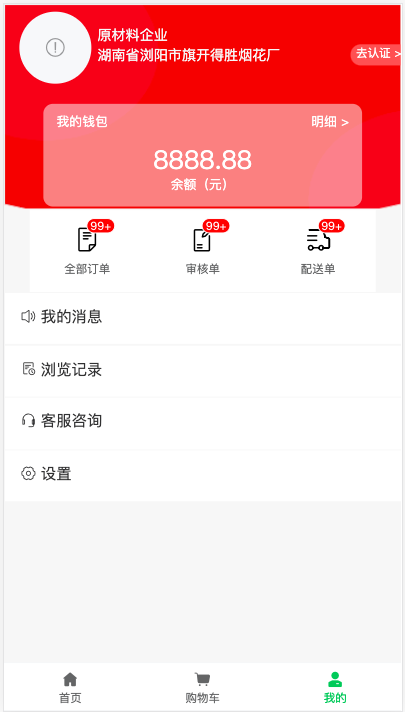 原材料企业
湖南省浏阳市旗开得胜烟花厂
去认证 >
我的钱包
明细 >
8888.88
余额（元）
99+
99+
99+
全部订单
审核单
配送单
我的消息
浏览记录
客服咨询
设置
首页
购物车
我的